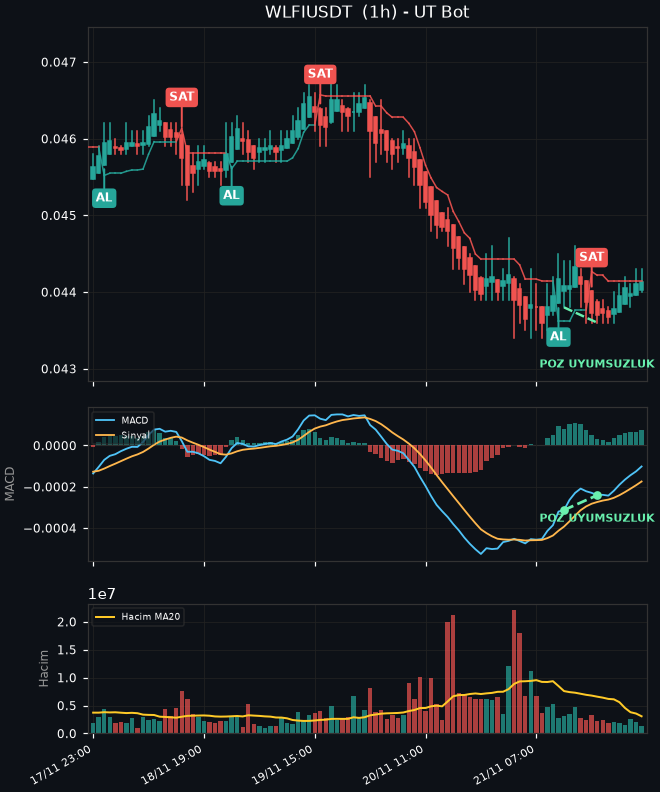 WLFIUSDT  (1h) - UT Bot
0.047
SAT
SAT
0.046
AL
AL
0.045
SAT
0.044
AL
POZ UYUMSUZLUK
0.043
MACD
Sinyal
0.0000
MACD
−0.0002
POZ UYUMSUZLUK
−0.0004
1e7
Hacim MA20
2.0
1.5
Hacim
1.0
0.5
0.0
17/11 23:00
18/11 19:00
19/11 15:00
20/11 11:00
21/11 07:00